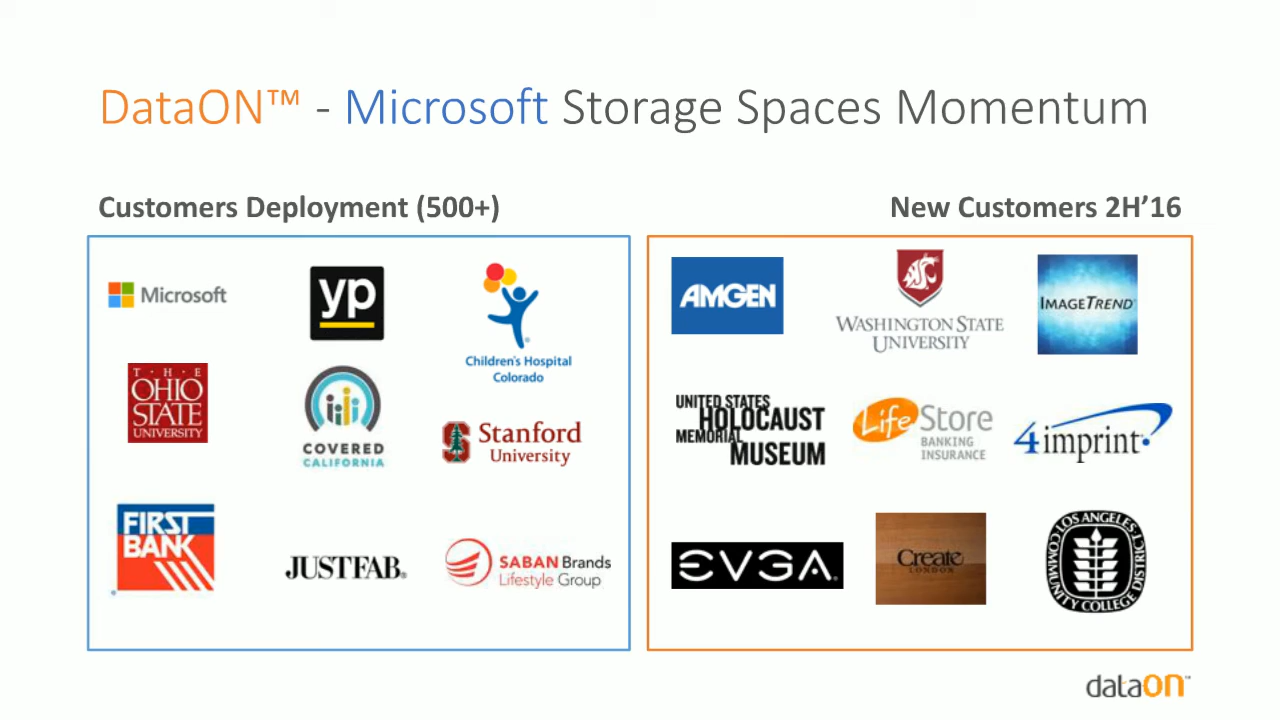 DataON™ - Microsoft Storage Spaces Momentum
Customers Deployment (500+)
New Customers 2H’16
Microsoft
yp
Children's Hospital
Colorado
T·H·E
OHIO
STATE
UNIVERSITY
COVERED
CALIFORNIA
Stanford
University
FIRST
BANK
JUSTFAB®
SABAN Brands
Lifestyle Group
AMGEN
WASHINGTON STATE
UNIVERSITY
IMAGETREND®
UNITED STATES
HOLOCAUST
MEMORIAL
MUSEUM
Life Store
BANKING
INSURANCE
4imprint®
EVGA®
Create
LONDON
LOS ANGELES
COMMUNITY COLLEGE DISTRICT
dataON™